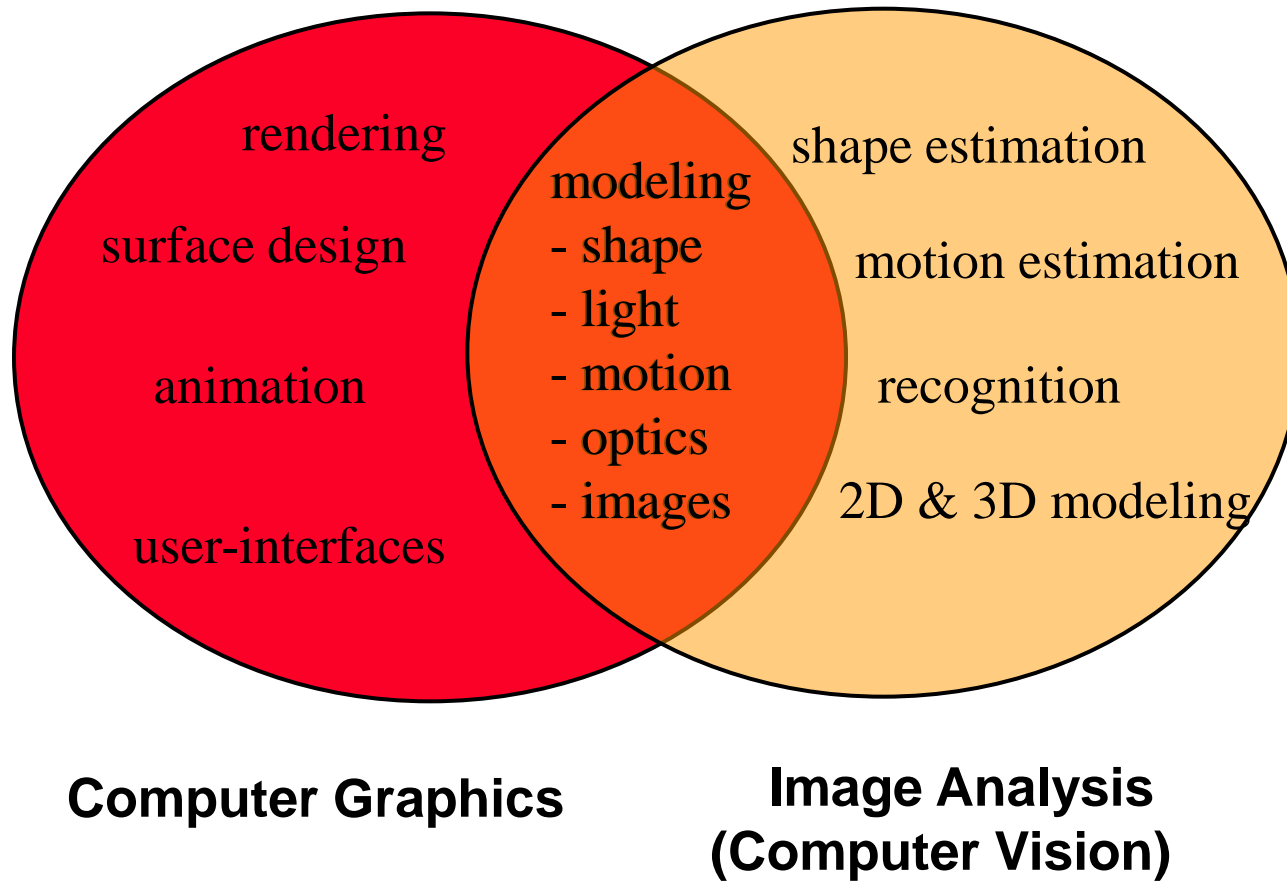 rendering
surface design
animation
user-interfaces
modeling
- shape
- light
- motion
- optics
- images
shape estimation
motion estimation
recognition
2D & 3D modeling
Computer Graphics
Image Analysis
(Computer Vision)